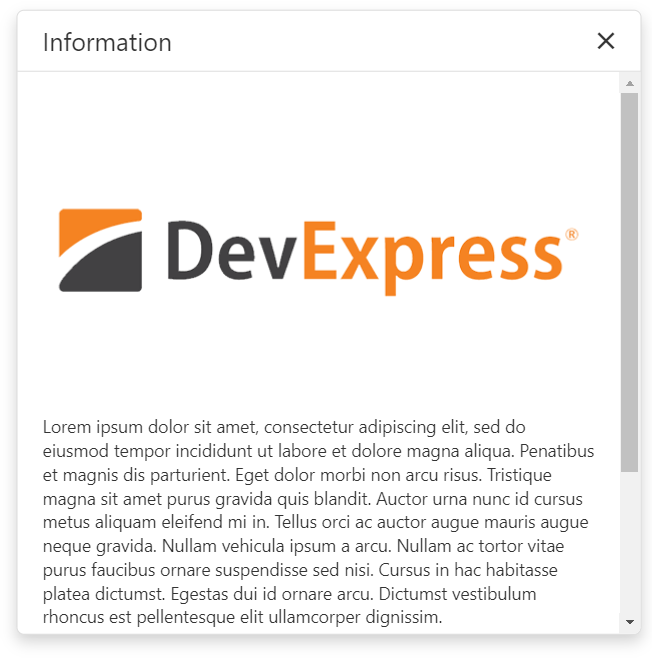 Information
DevExpress®
Lorem ipsum dolor sit amet, consectetur adipiscing elit, sed do
eiusmod tempor incididunt ut labore et dolore magna aliqua. Penatibus
et magnis dis parturient. Eget dolor morbi non arcu risus. Tristique
magna sit amet purus gravida quis blandit. Auctor urna nunc id cursus
metus aliquam eleifend mi in. Tellus orci ac auctor augue mauris augue
neque gravida. Nullam vehicula ipsum a arcu. Nullam ac tortor vitae
purus faucibus ornare suspendisse sed nisi. Cursus in hac habitasse
platea dictumst. Egestas dui id ornare arcu. Dictumst vestibulum
rhoncus est pellentesque elit ullamcorper dignissim.